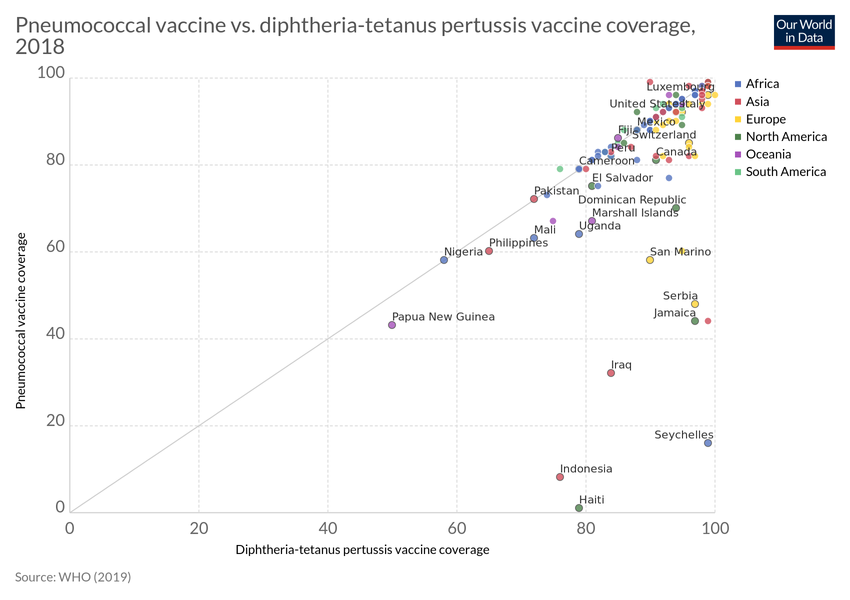 Pneumococcal vaccine vs. diphtheria-tetanus pertussis vaccine coverage,
2018
Our World
in Data
100
80
60
40
20
0
0
20
40
60
80
100
Pneumococcal vaccine coverage
Diphtheria-tetanus pertussis vaccine coverage
Luxembourg
United States
Italy
Mexico
Fiji
Switzerland
Peru
Canada
Cameroon
El Salvador
Pakistan
Dominican Republic
Marshall Islands
Uganda
Mali
Philippines
Nigeria
San Marino
Serbia
Jamaica
Papua New Guinea
Iraq
Seychelles
Indonesia
Haiti
Africa
Asia
Europe
North America
Oceania
South America
Source: WHO (2019)